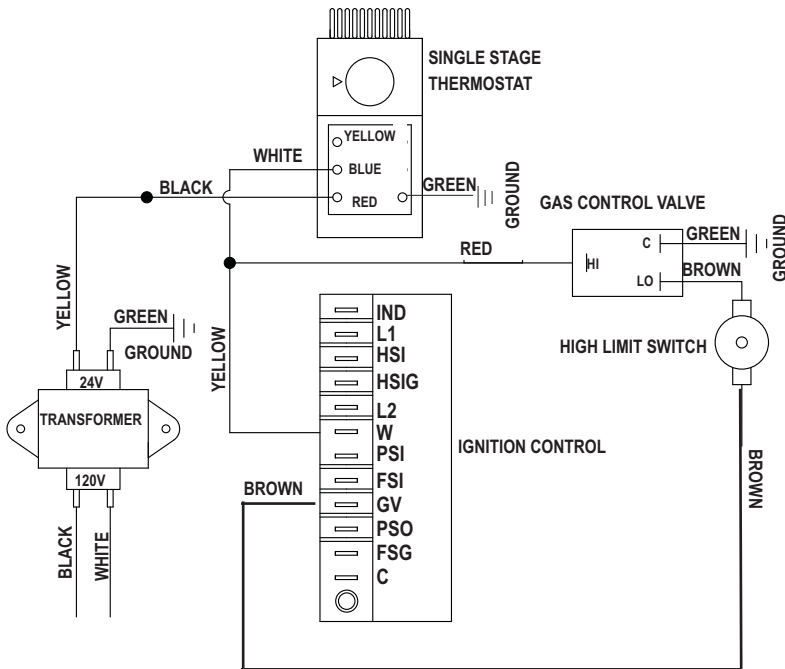 SINGLE STAGE
THERMOSTAT
YELLOW
WHITE
BLUE
BLACK
RED
GREEN
GROUND
GAS CONTROL VALVE
RED
HI
C
GREEN
GROUND
LO
BROWN
YELLOW
GREEN
GROUND
YELLOW
24V
TRANSFORMER
120V
BLACK
WHITE
IND
L1
HSI
HSIG
L2
W
PSI
FSI
GV
PSO
FSG
C
IGNITION CONTROL
BROWN
HIGH LIMIT SWITCH
BROWN